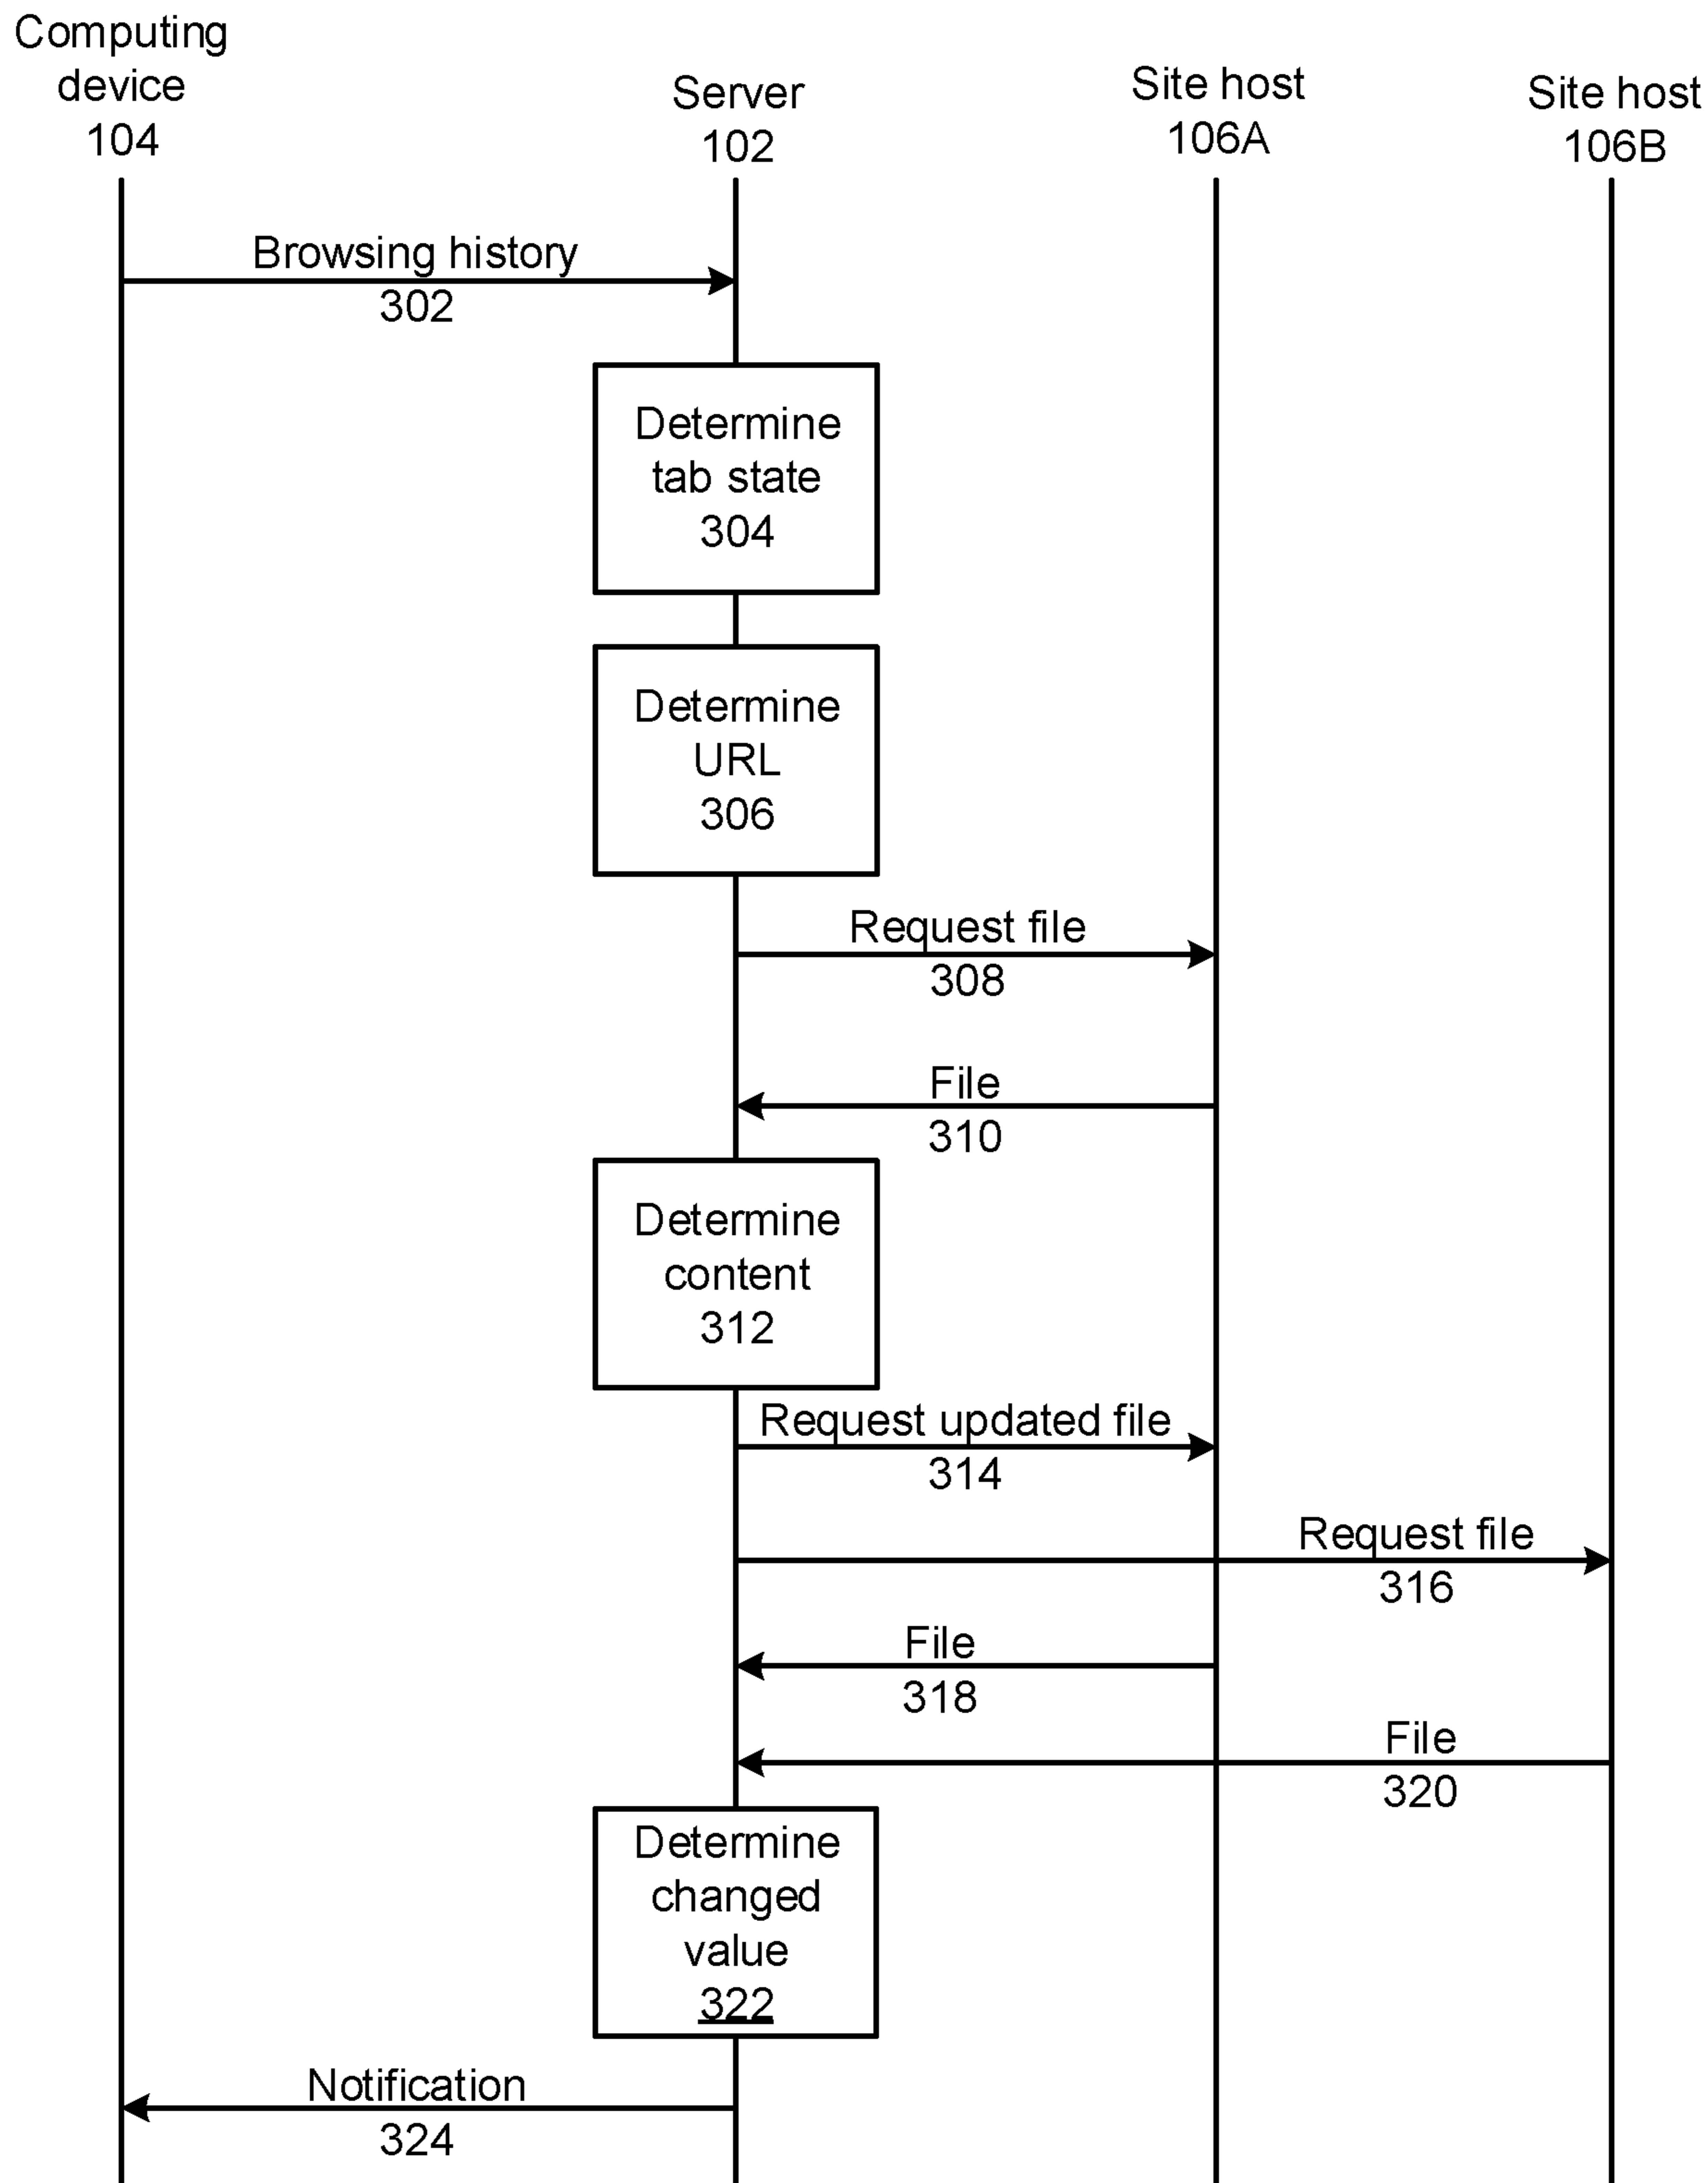 Computing
device
104
Server
102
Site host
106A
Site host
106B
Browsing history
302
Determine
tab state
304
Determine
URL
306
Request file
308
File
310
Determine
content
312
Request updated file
314
Request file
316
File
318
File
320
Determine
changed
value
322
Notification
324